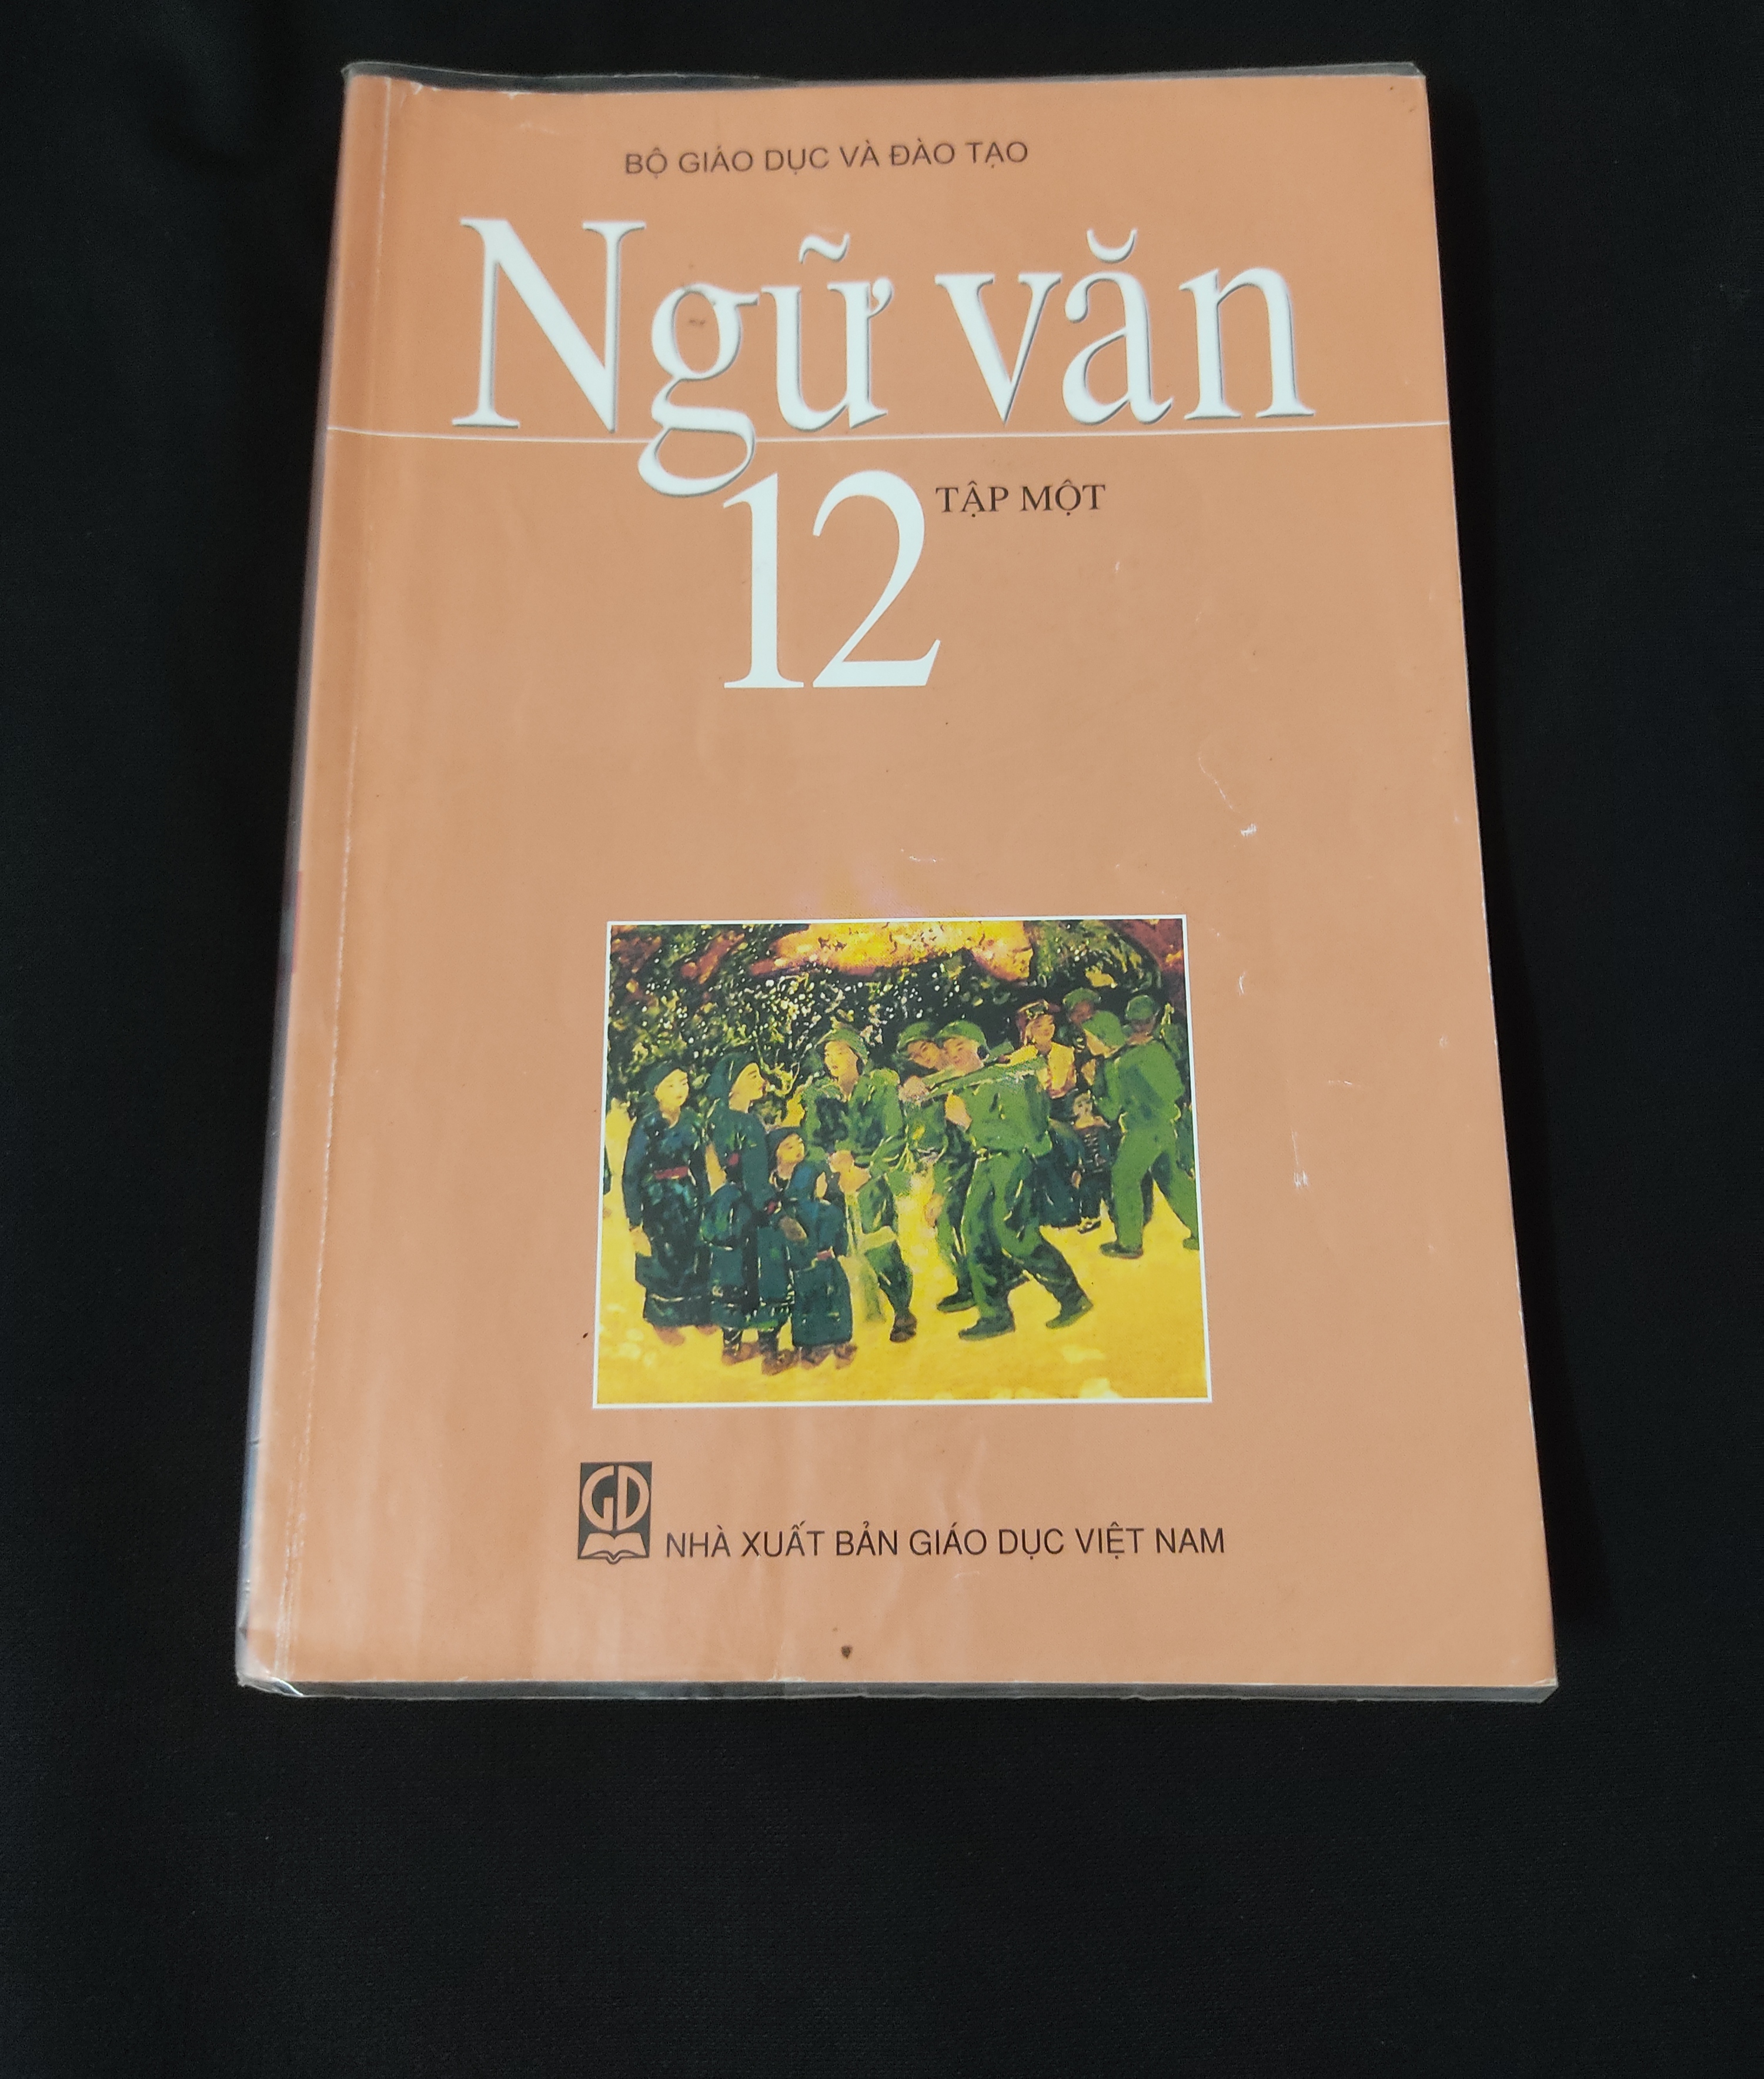 BỘ GIÁO DỤC VÀ ĐÀO TẠO
Ngữ văn
12 TẬP MỘT
GD
NHÀ XUẤT BẢN GIÁO DỤC VIỆT NAM